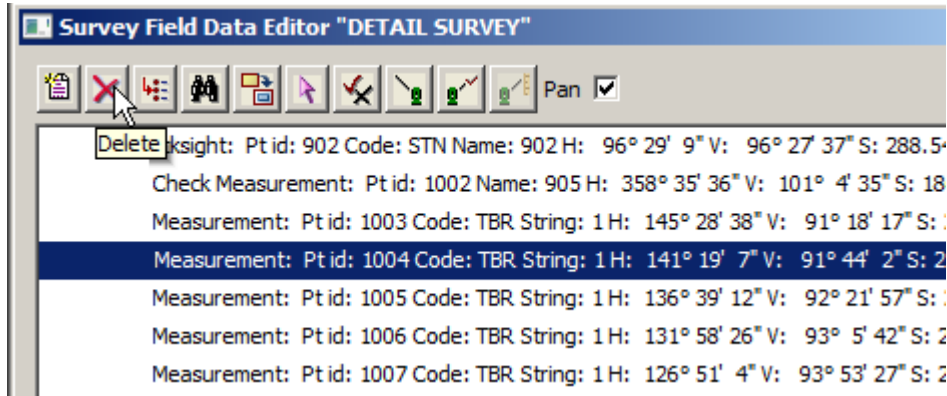 Survey Field Data Editor "DETAIL SURVEY"
Pan
Delete
cksight: Pt id: 902 Code: STN Name: 902 H: 96° 29' 9" V: 96° 27' 37" S: 288.54
Check Measurement: Pt id: 1002 Name: 905 H: 358° 35' 36" V: 101° 4' 35" S: 18
Measurement: Pt id: 1003 Code: TBR String: 1 H: 145° 28' 38" V: 91° 18' 17" S:
Measurement: Pt id: 1004 Code: TBR String: 1 H: 141° 19' 7" V: 91° 44' 2" S: 2
Measurement: Pt id: 1005 Code: TBR String: 1 H: 136° 39' 12" V: 92° 21' 57" S:
Measurement: Pt id: 1006 Code: TBR String: 1 H: 131° 58' 26" V: 93° 5' 42" S: 2
Measurement: Pt id: 1007 Code: TBR String: 1 H: 126° 51' 4" V: 93° 53' 27" S: 2